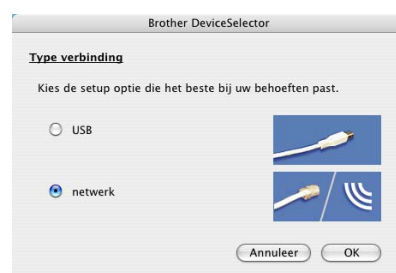 Brother DeviceSelector
Type verbinding
Kies de setup optie die het beste bij uw behoeften past.
USB
netwerk
Annuleer OK